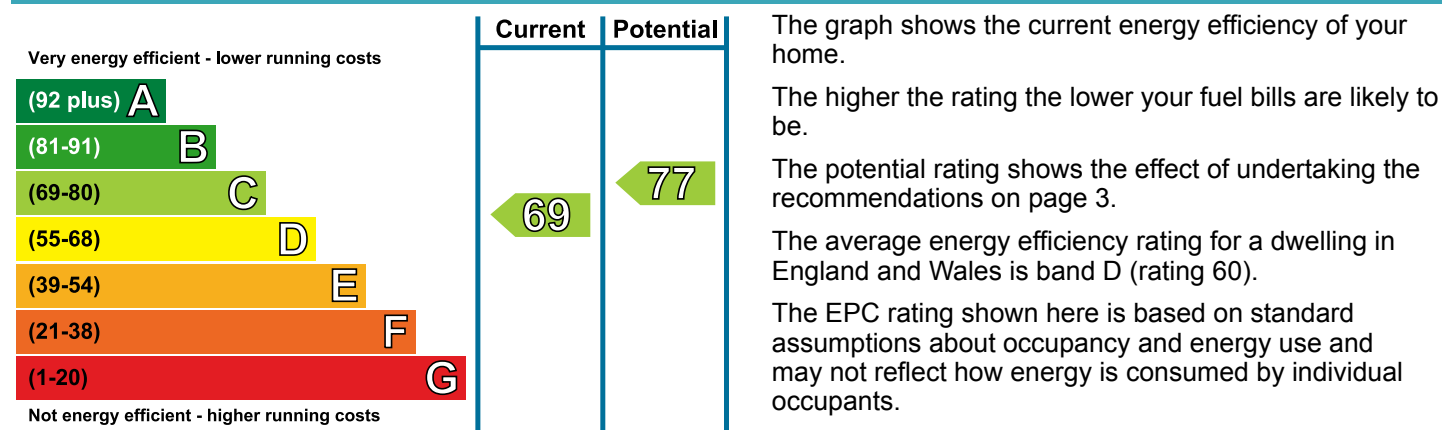 Current Potential
Very energy efficient - lower running costs
(92 plus) A
(81-91) B
(69-80) C
(55-68) D
(39-54) E
(21-38) F
(1-20) G
Not energy efficient - higher running costs
69
77
The graph shows the current energy efficiency of your
home.
The higher the rating the lower your fuel bills are likely to
be.
The potential rating shows the effect of undertaking the
recommendations on page 3.
The average energy efficiency rating for a dwelling in
England and Wales is band D (rating 60).
The EPC rating shown here is based on standard
assumptions about occupancy and energy use and
may not reflect how energy is consumed by individual
occupants.